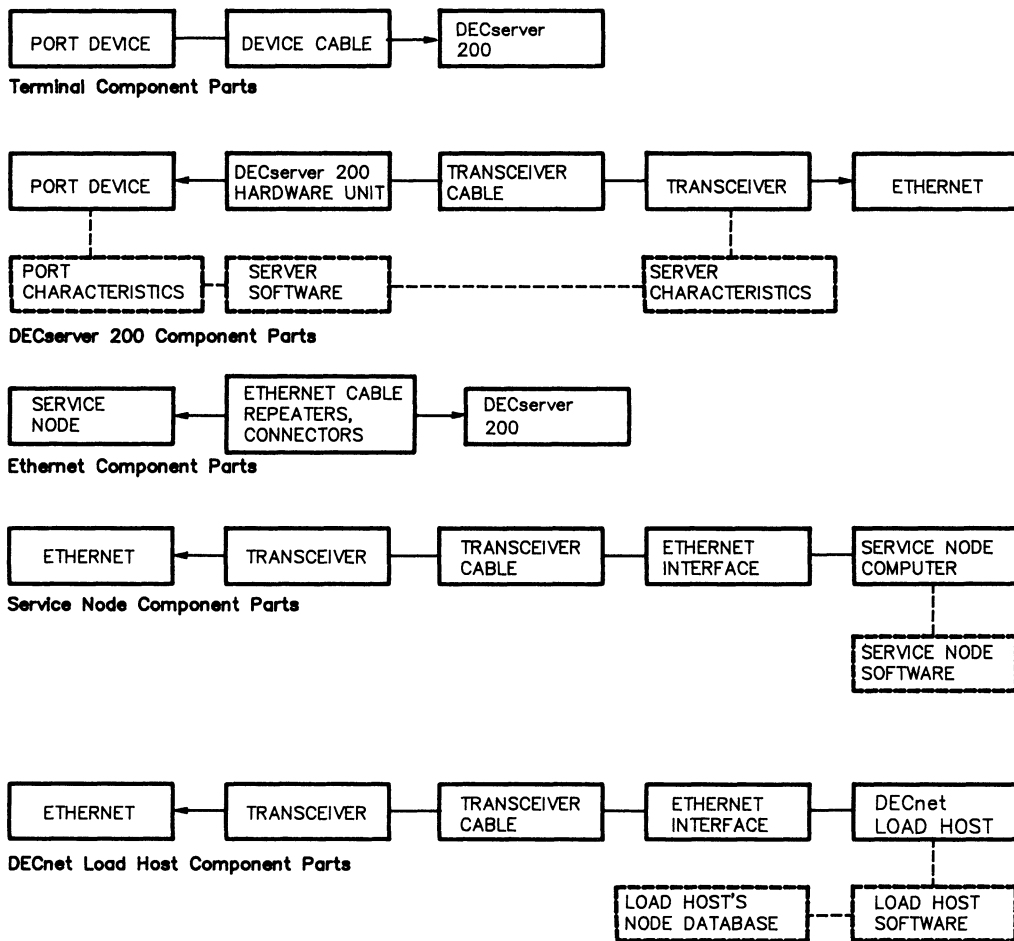 PORT DEVICE
DEVICE CABLE
DECserver
200
Terminal Component Parts
PORT DEVICE
DECserver 200
HARDWARE UNIT
TRANSCEIVER
CABLE
TRANSCEIVER
ETHERNET
PORT
CHARACTERISTICS
SERVER
SOFTWARE
SERVER
CHARACTERISTICS
DECserver 200 Component Parts
SERVICE
NODE
ETHERNET CABLE
REPEATERS,
CONNECTORS
DECserver
200
Ethernet Component Parts
ETHERNET
TRANSCEIVER
TRANSCEIVER
CABLE
ETHERNET
INTERFACE
SERVICE NODE
COMPUTER
Service Node Component Parts
SERVICE NODE
SOFTWARE
ETHERNET
TRANSCEIVER
TRANSCEIVER
CABLE
ETHERNET
INTERFACE
DECnet
LOAD HOST
DECnet Load Host Component Parts
LOAD HOST'S
NODE DATABASE
LOAD HOST
SOFTWARE